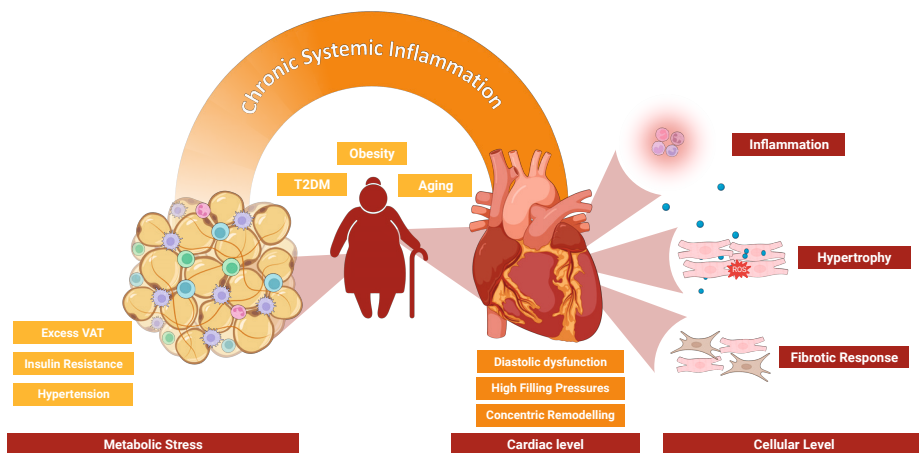 Chronic Systemic Inflammation
Obesity
T2DM
Aging
Inflammation
Hypertrophy
ROS
Excess VAT
Insulin Resistance
Hypertension
Diastolic dysfunction
High Filling Pressures
Concentric Remodelling
Fibrotic Response
Metabolic Stress
Cardiac level
Cellular Level